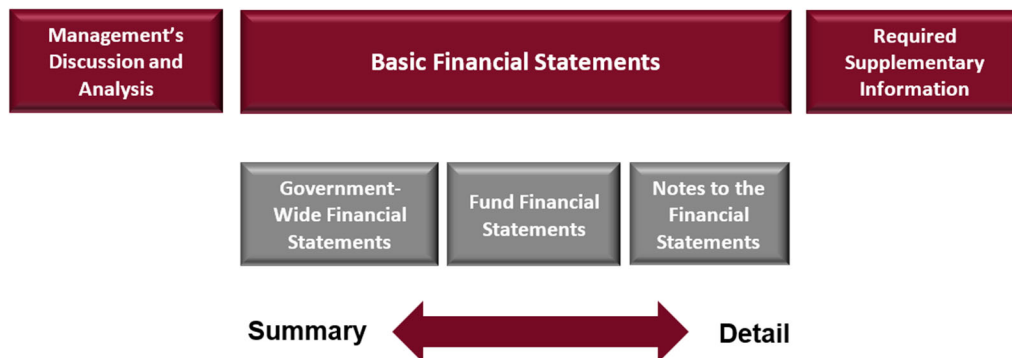 Management's
Discussion and
Analysis
Basic Financial Statements
Required
Supplementary
Information
Government-
Wide Financial
Statements
Fund Financial
Statements
Notes to the
Financial
Statements
Summary
Detail